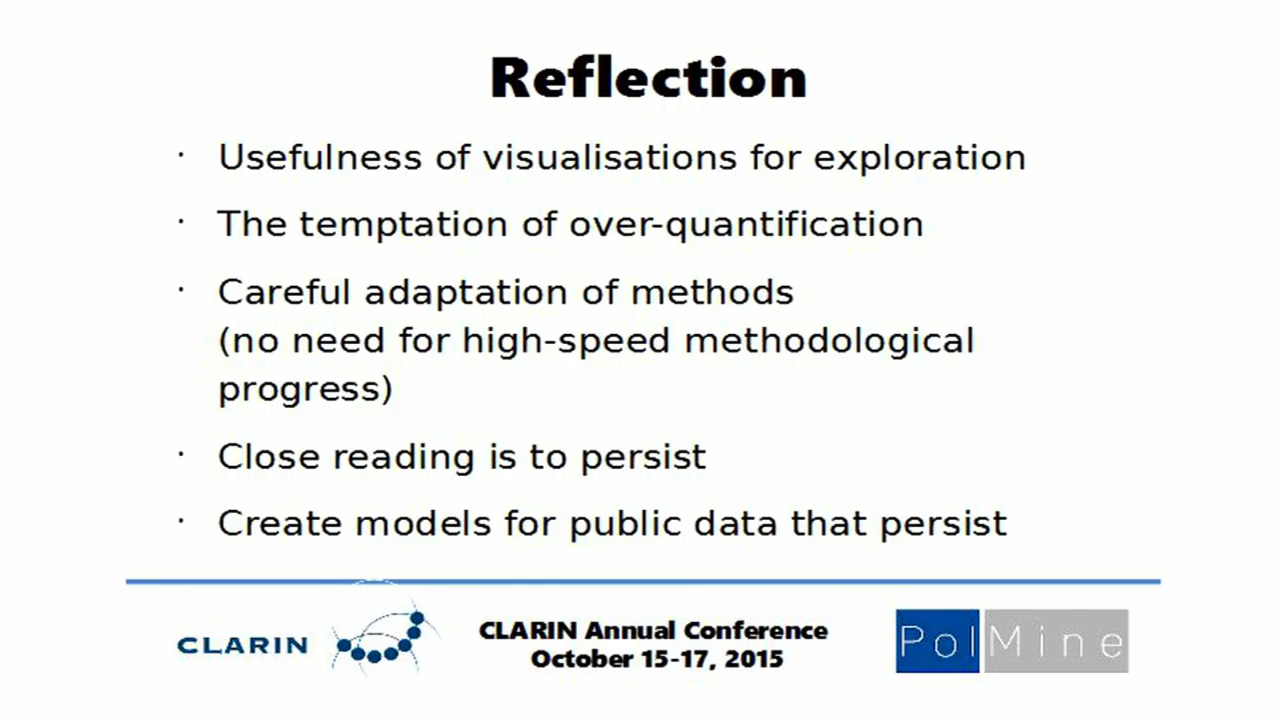 Reflection
· Usefulness of visualisations for exploration
· The temptation of over-quantification
· Careful adaptation of methods
(no need for high-speed methodological
progress)
· Close reading is to persist
· Create models for public data that persist
CLARIN
CLARIN Annual Conference
October 15-17, 2015
PolMine